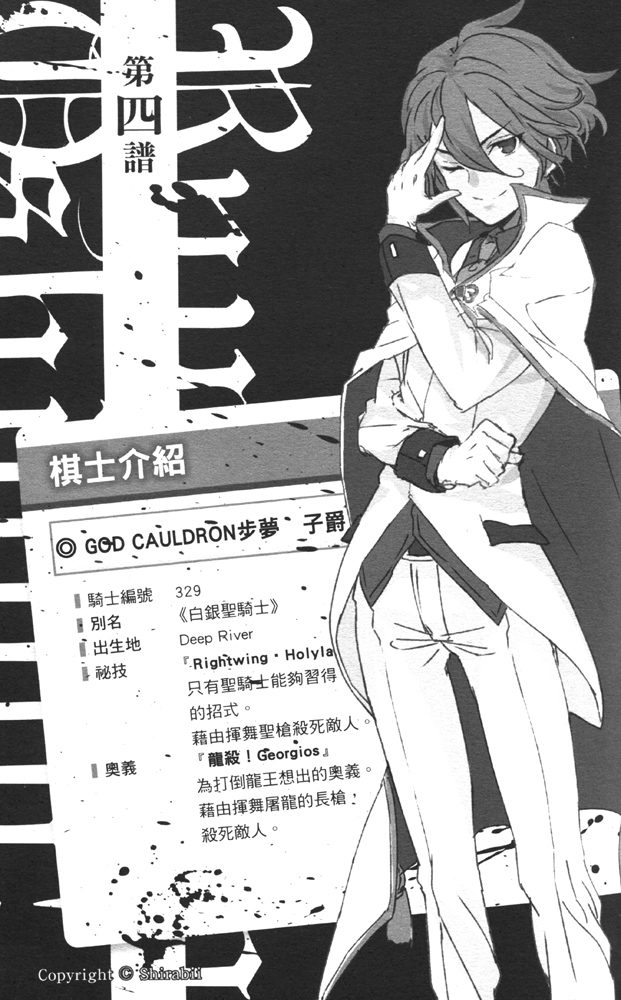 第四譜
棋士介紹
◎ GOD CAULDRON步夢 子爵
騎士編號 329
別名 《白銀聖騎士》
出生地 Deep River
祕技 『Rightwing・Holyla
只有聖騎士能夠習得
的招式。
藉由揮舞聖槍殺死敵人。
奧義 『龍殺！Georgios』
為打倒龍王想出的奧義。
藉由揮舞屠龍的長槍，
殺死敵人。
Copyright © Shirabii